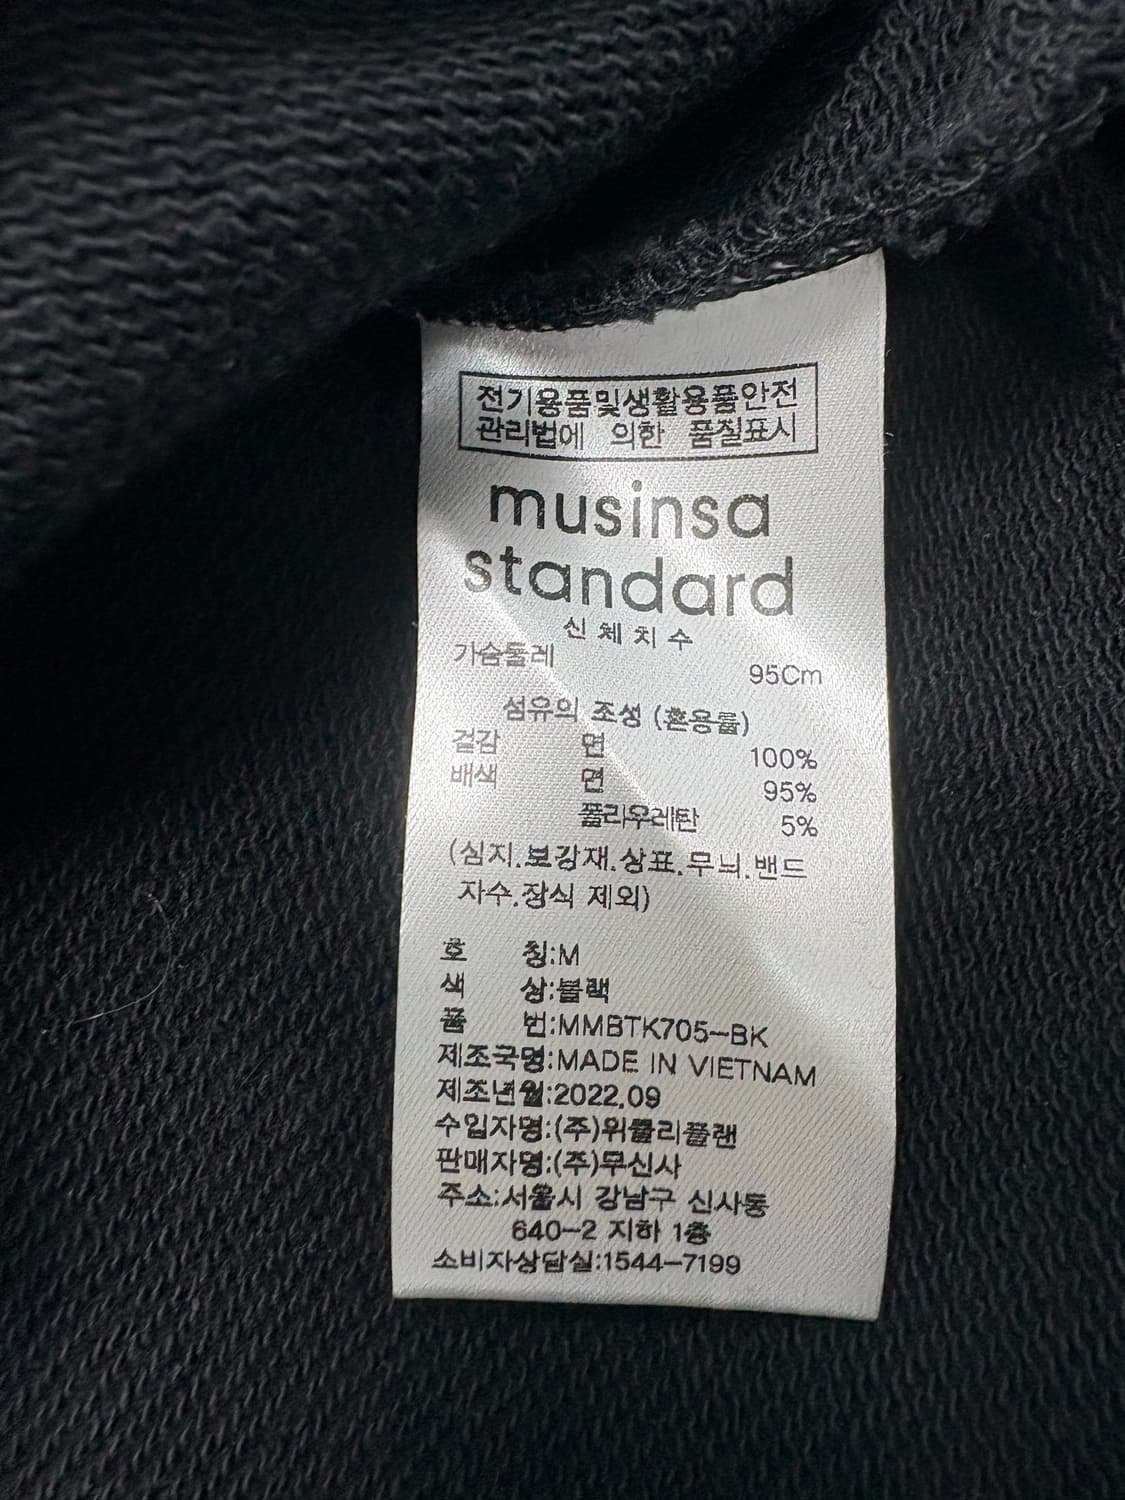 전기용품및생활용품안전
관리법에 의한 품질표시
musinsa
standard
신체치수
가슴둘레 95Cm
섬유의 조성 (혼용률)
겉감 면 100%
배색 면 95%
폴리우레탄 5%
(심지.보강재.상표.무늬.밴드
자수.장식 제외)
호 칭:M
색 상:블랙
품 번:MMBTK705-BK
제조국명:MADE IN VIETNAM
제조년월:2022.09
수입자명:(주)위클리플랜
판매자명:(주)무신사
주소:서울시 강남구 신사동
640-2 지하 1층
소비자상담실:1544-7199